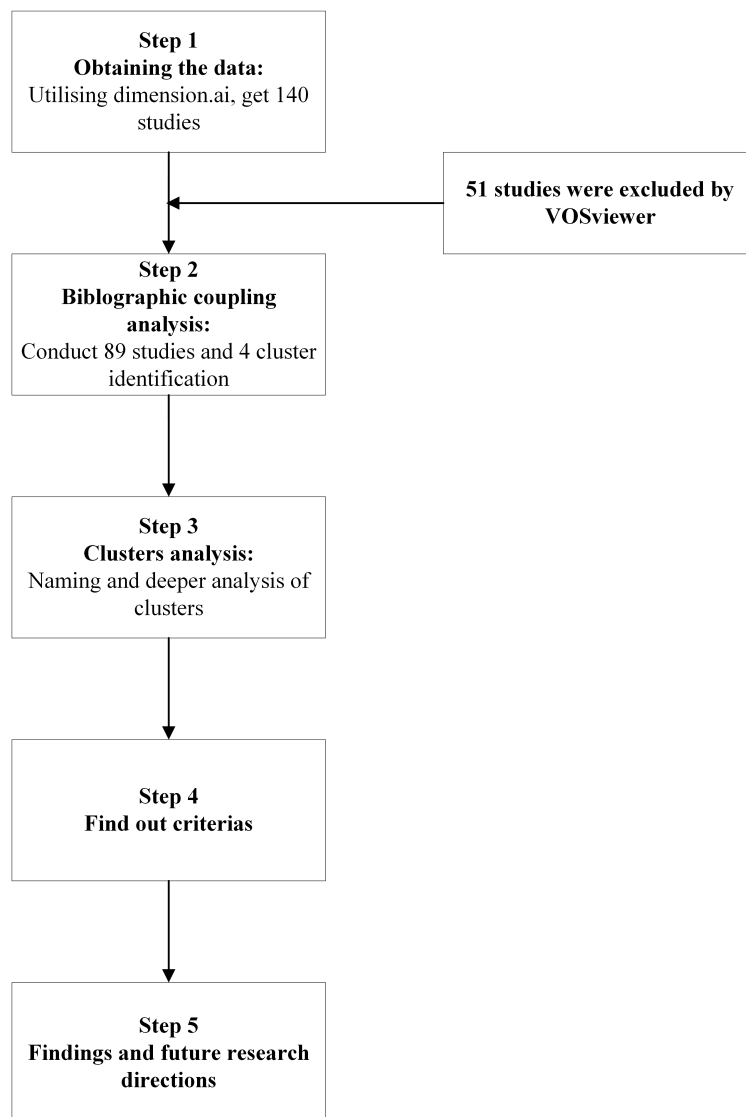 Step 1
Obtaining the data:
Utilising dimension.ai, get 140
studies
51 studies were excluded by
VOSviewer
Step 2
Biblographic coupling
analysis:
Conduct 89 studies and 4 cluster
identification
Step 3
Clusters analysis:
Naming and deeper analysis of
clusters
Step 4
Find out criterias
Step 5
Findings and future research
directions